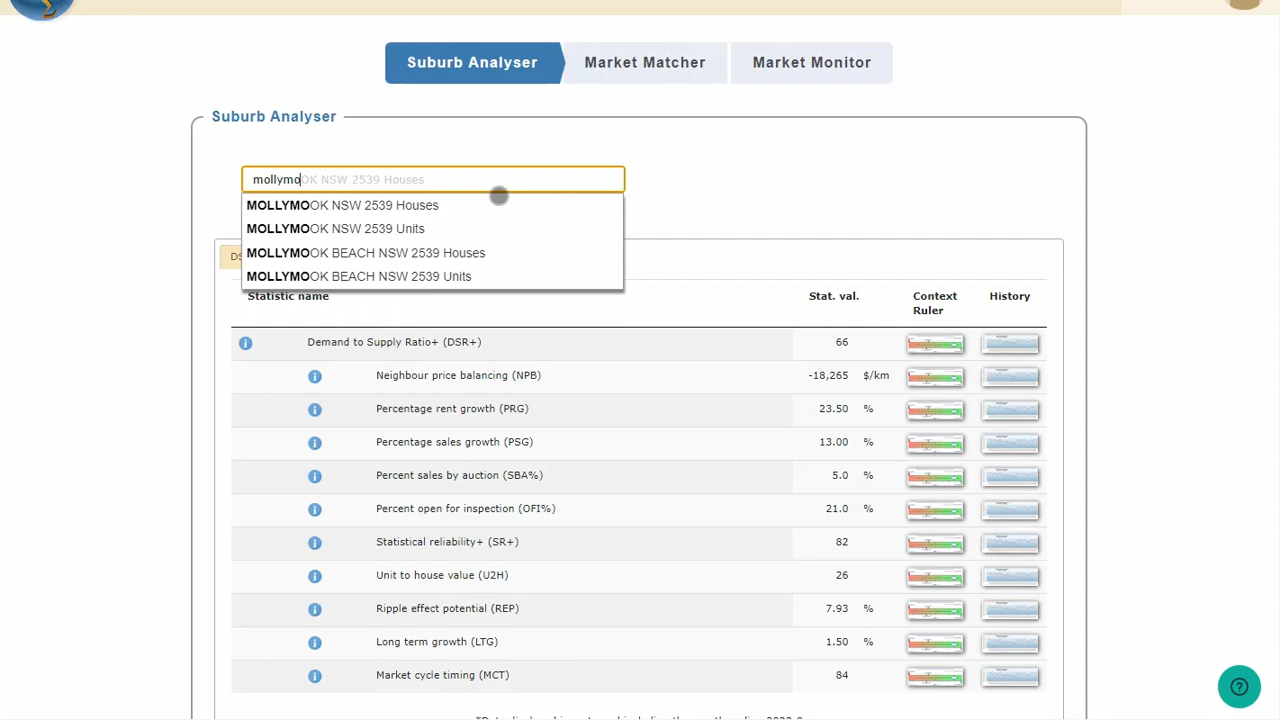 Suburb Analyser
Market Matcher
Market Monitor
Suburb Analyser
mollymoOK NSW 2539 Houses
MOLLYMOOK NSW 2539 Houses
MOLLYMOOK NSW 2539 Units
MOLLYMOOK BEACH NSW 2539 Houses
MOLLYMOOK BEACH NSW 2539 Units
Statistic name Stat. val. Context Ruler History
Demand to Supply Ratio+ (DSR+) 66
Neighbour price balancing (NPB) -18,265 $/km
Percentage rent growth (PRG) 23.50 %
Percentage sales growth (PSG) 13.00 %
Percent sales by auction (SBA%) 5.0 %
Percent open for inspection (OFI%) 21.0 %
Statistical reliability+ (SR+) 82
Unit to house value (U2H) 26
Ripple effect potential (REP) 7.93 %
Long term growth (LTG) 1.50 %
Market cycle timing (MCT) 84